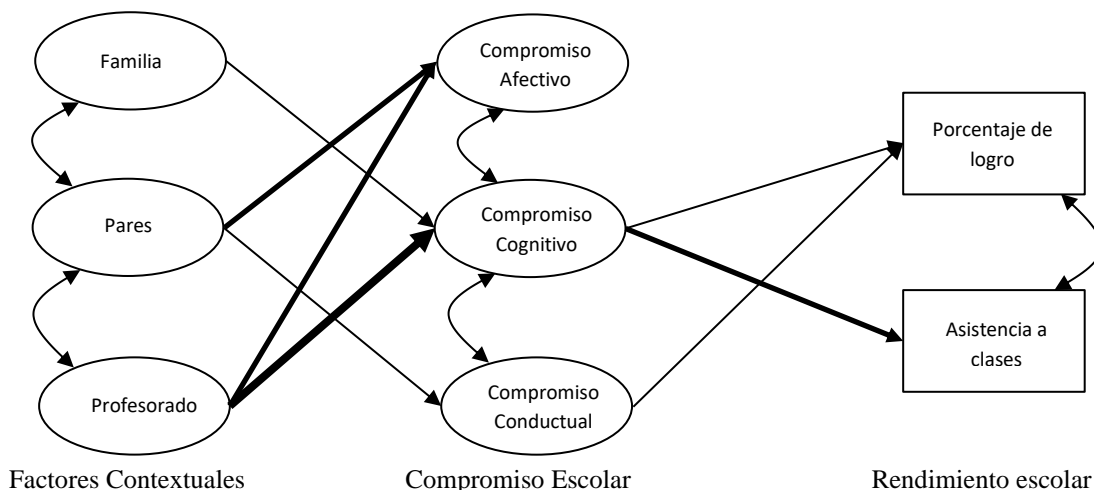 Familia
Compromiso
Afectivo
Porcentaje de
logro
Pares
Compromiso
Cognitivo
Asistencia a
clases
Profesorado
Compromiso
Conductual
Factores Contextuales
Compromiso Escolar
Rendimiento escolar